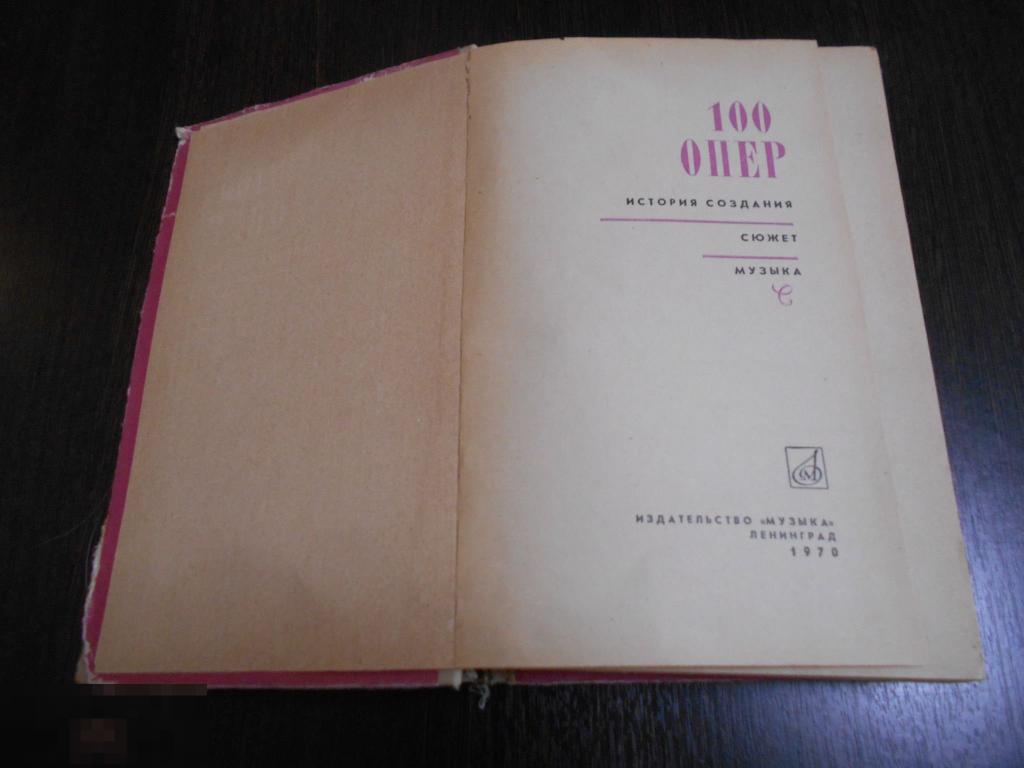 100
ОПЕР
ИСТОРИЯ СОЗДАНИЯ
СЮЖЕТ
МУЗЫКА
ИЗДАТЕЛЬСТВО «МУЗЫКА»
ЛЕНИНГРАД
1970